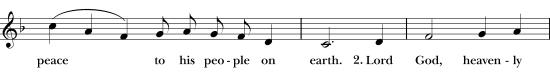 peace to his peo - ple on earth. 2. Lord God, heaven - ly